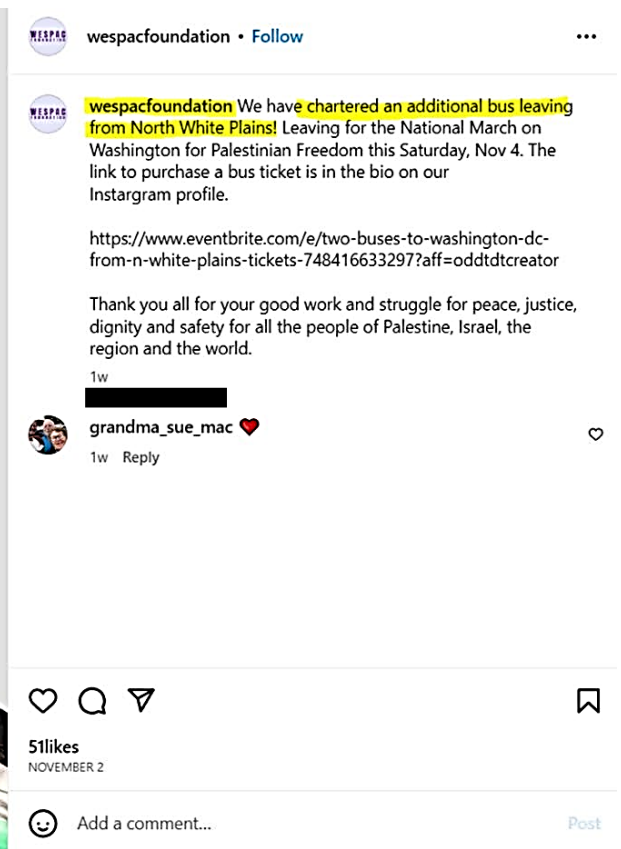 WESPAC
wespacfoundation • Follow
WESPAC
wespacfoundation We have chartered an additional bus leaving
from North White Plains! Leaving for the National March on
Washington for Palestinian Freedom this Saturday, Nov 4. The
link to purchase a bus ticket is in the bio on our
Instargram profile.
https://www.eventbrite.com/e/two-buses-to-washington-dc-
from-n-white-plains-tickets-748416633297?aff=oddtdtcreator
Thank you all for your good work and struggle for peace, justice,
dignity and safety for all the people of Palestine, Israel, the
region and the world.
1w
grandma_sue_mac
1w Reply
51likes
NOVEMBER 2
Add a comment...
Post